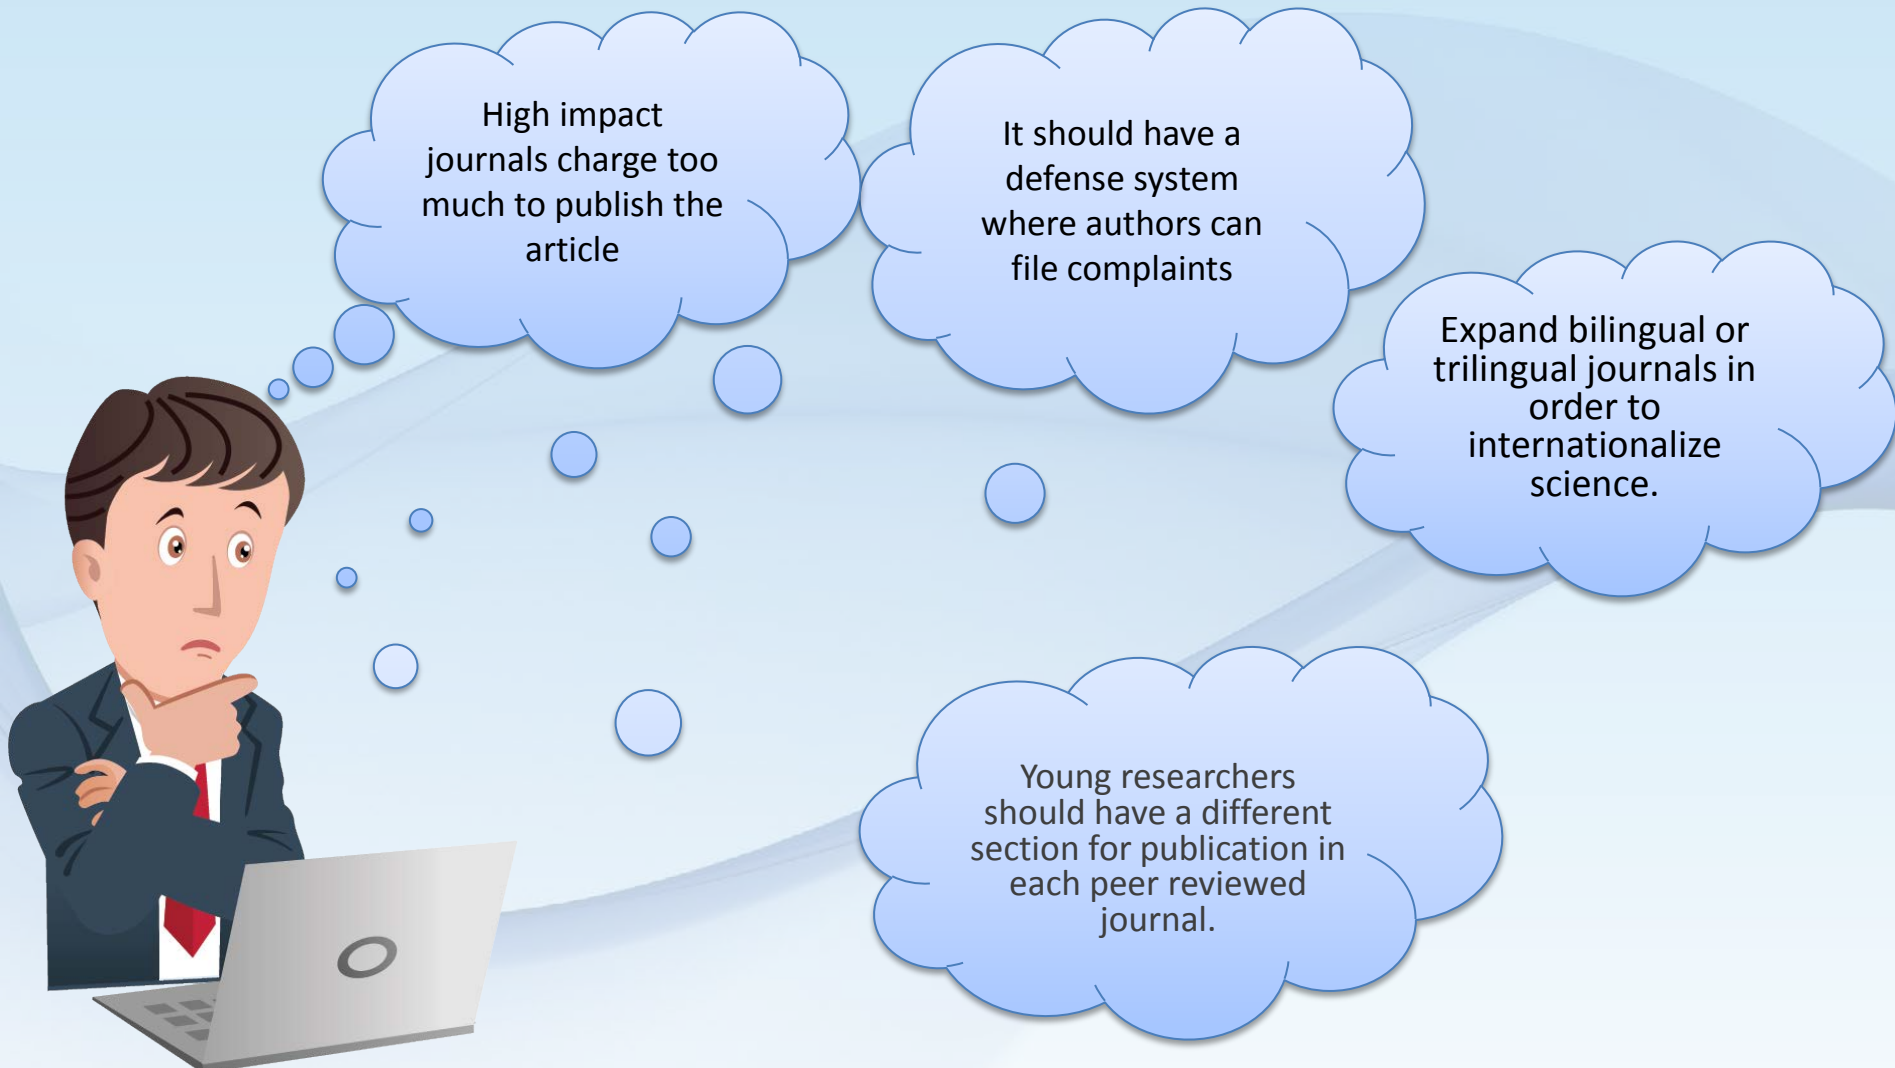 High impact
journals charge too
much to publish the
article
It should have a
defense system
where authors can
file complaints
Expand bilingual or
trilingual journals in
order to
internationalize
science.
Young researchers
should have a different
section for publication in
each peer reviewed
journal.